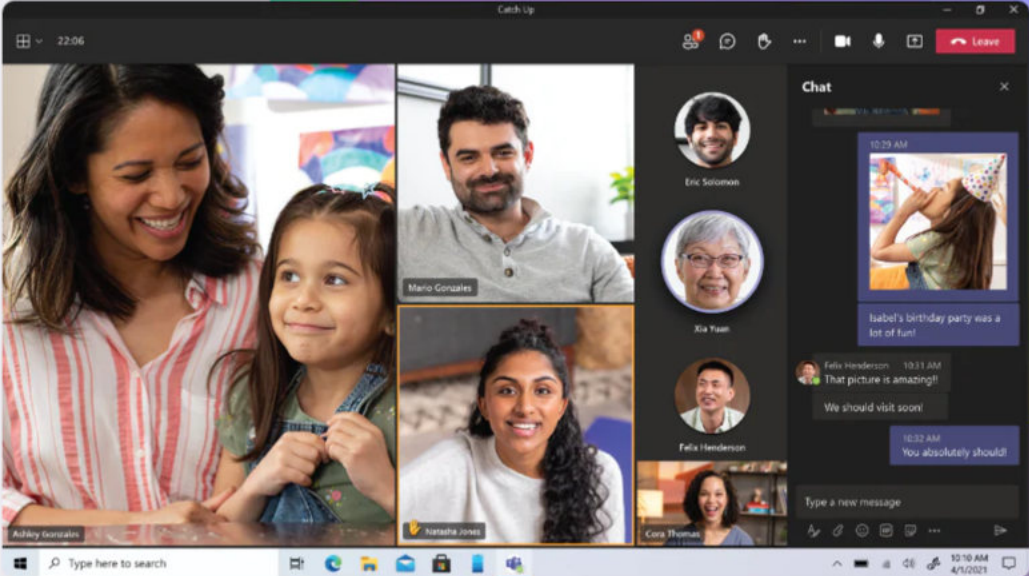 Catch Up
22:06
1
Leave
Ashley Gonzales
Mario Gonzales
Natasha Jones
Eric Solomon
Xia Yuan
Felix Henderson
Cora Thomas
Chat
10:29 AM
Isabel's birthday party was a
lot of fun!
Felix Henderson 10:31 AM
That picture is amazing!!
We should visit soon!
10:32 AM
You absolutely should!
Type a new message
GIF
Type here to search
10:10 AM
4/1/2021